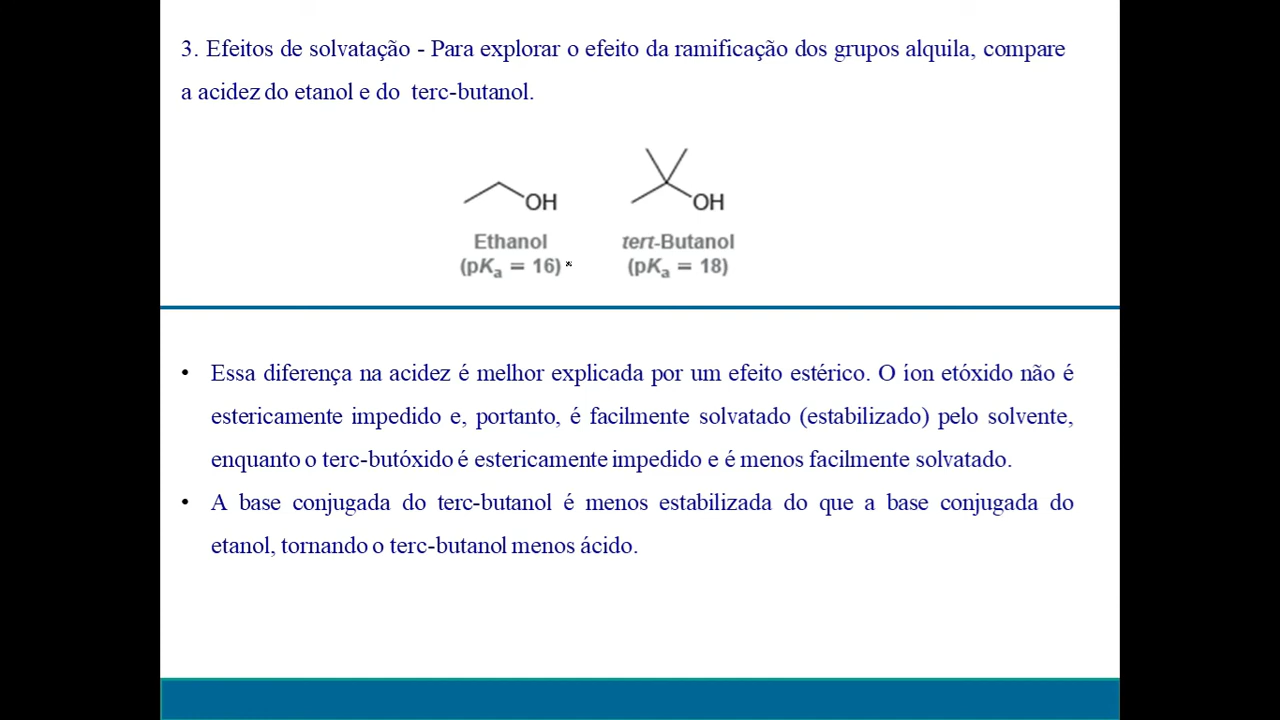 3. Efeitos de solvatação - Para explorar o efeito da ramificação dos grupos alquila, compare
a acidez do etanol e do terc-butanol.
OH
OH
Ethanol
tert-Butanol
(pKa = 16)
(pKa = 18)
• Essa diferença na acidez é melhor explicada por um efeito estérico. O íon etóxido não é
estericamente impedido e, portanto, é facilmente solvatado (estabilizado) pelo solvente,
enquanto o terc-butóxido é estericamente impedido e é menos facilmente solvatado.
• A base conjugada do terc-butanol é menos estabilizada do que a base conjugada do
etanol, tornando o terc-butanol menos ácido.